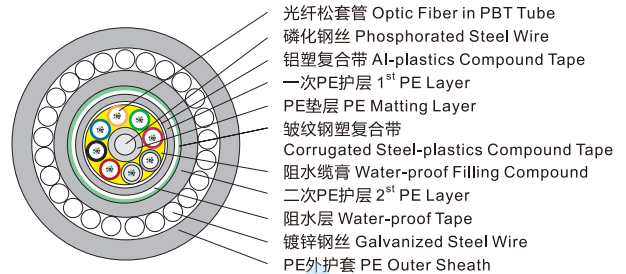 光纤松套管 Optic Fiber in PBT Tube
磷化钢丝 Phosphorated Steel Wire
铝塑复合带 Al-plastics Compound Tape
一次PE护层 1st PE Layer
PE垫层 PE Matting Layer
皱纹钢塑复合带
Corrugated Steel-plastics Compound Tape
阻水缆膏 Water-proof Filling Compound
二次PE护层 2st PE Layer
阻水层 Water-proof Tape
镀锌钢丝 Galvanized Steel Wire
PE外护套 PE Outer Sheath